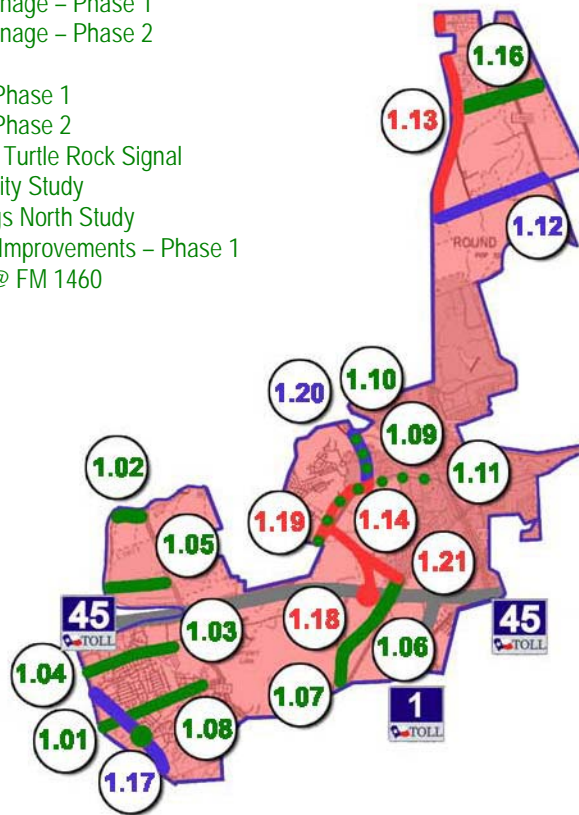 nage – Phase 1
nage – Phase 2
Phase 1
Phase 2
Turtle Rock Signal
ity Study
gs North Study
Improvements – Phase 1
@ FM 1460
1.16
1.13
1.12
ROUND
1.20
1.10
1.09
1.02
1.11
1.05
1.19
1.14
1.21
45
TOLL
1.03
1.18
45
TOLL
1.04
1.06
1.07
1
TOLL
1.01
1.08
1.17